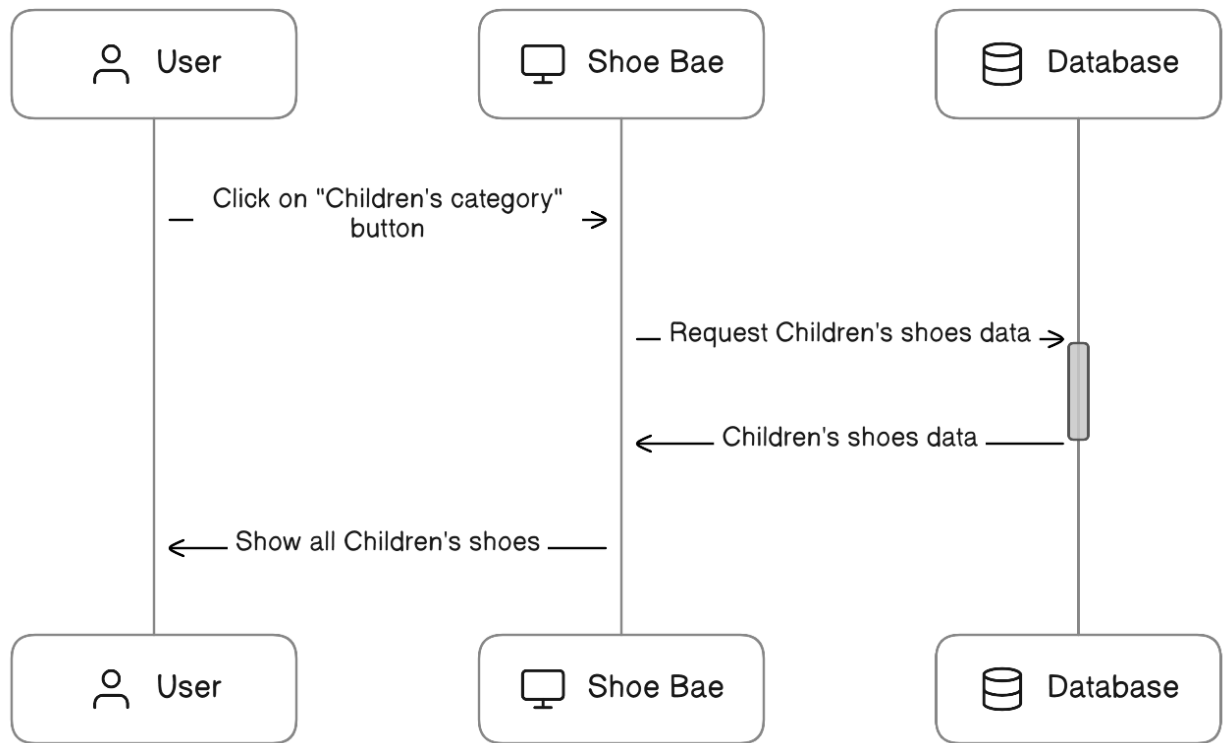 User
Shoe Bae
Database
Click on "Children's category"
button
Request Children's shoes data
Children's shoes data
Show all Children's shoes
User
Shoe Bae
Database